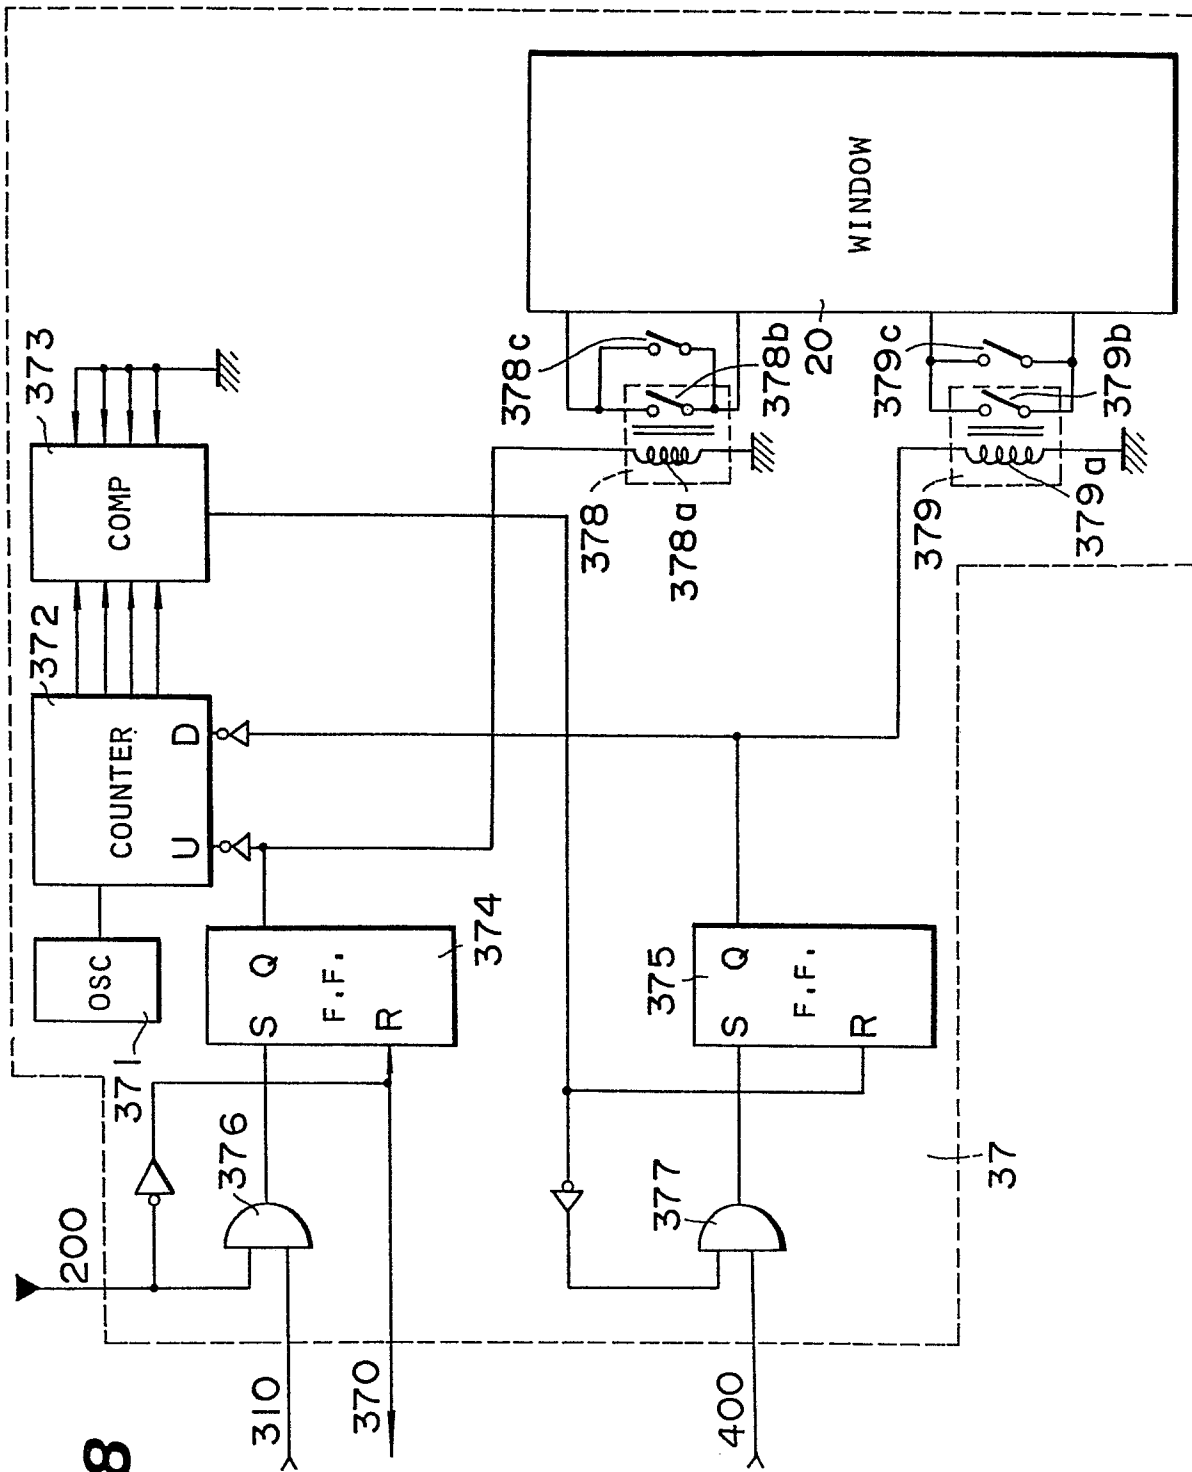 8
200
310
370
400
371
OSC
372
COUNTER
U
D
373
COMP
376
S
Q
F.F.
R
374
377
375
S
Q
F.F.
R
37
378
378a
378b
378c
379
379a
379b
379c
20
WINDOW